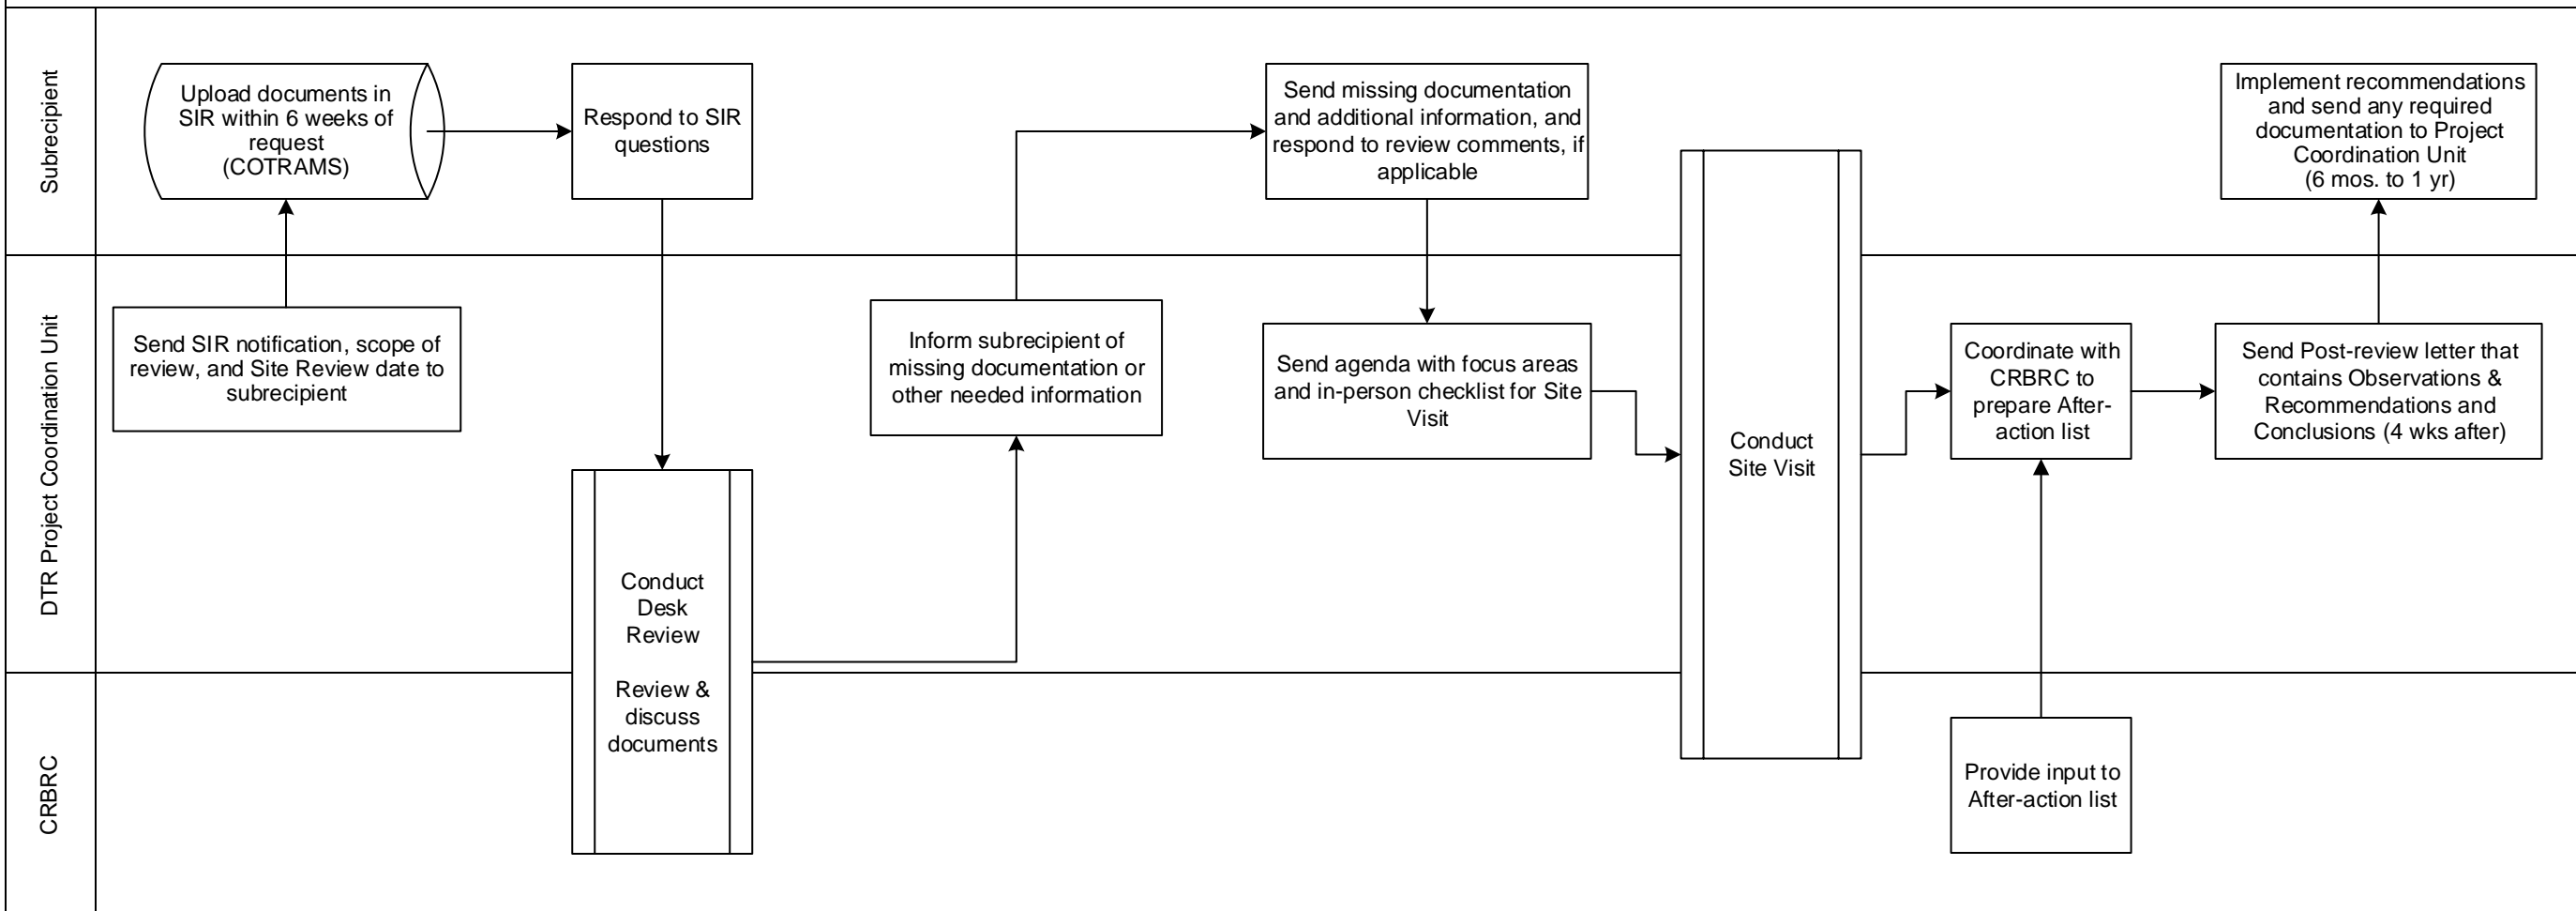 Subrecipient
Upload documents in
SIR within 6 weeks of
request
(COTRAMS)
Respond to SIR
questions
Send missing documentation
and additional information, and
respond to review comments, if
applicable
Implement recommendations
and send any required
documentation to Project
Coordination Unit
(6 mos. to 1 yr)
DTR Project Coordination Unit
Send SIR notification, scope of
review, and Site Review date to
subrecipient
Inform subrecipient of
missing documentation or
other needed information
Send agenda with focus areas
and in-person checklist for Site
Visit
Conduct
Site Visit
Coordinate with
CRBRC to
prepare After-
action list
Send Post-review letter that
contains Observations &
Recommendations and
Conclusions (4 wks after)
Conduct
Desk
Review
Review &
discuss
documents
CRBRC
Provide input to
After-action list